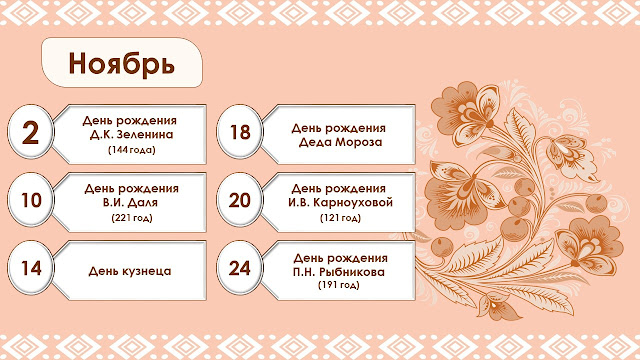 Ноябрь
2
День рождения
Д.К. Зеленина
(144 года)
10
День рождения
В.И. Даля
(221 год)
14
День кузнеца
18
День рождения
Деда Мороза
20
День рождения
И.В. Карноуховой
(121 год)
24
День рождения
П.Н. Рыбникова
(191 год)